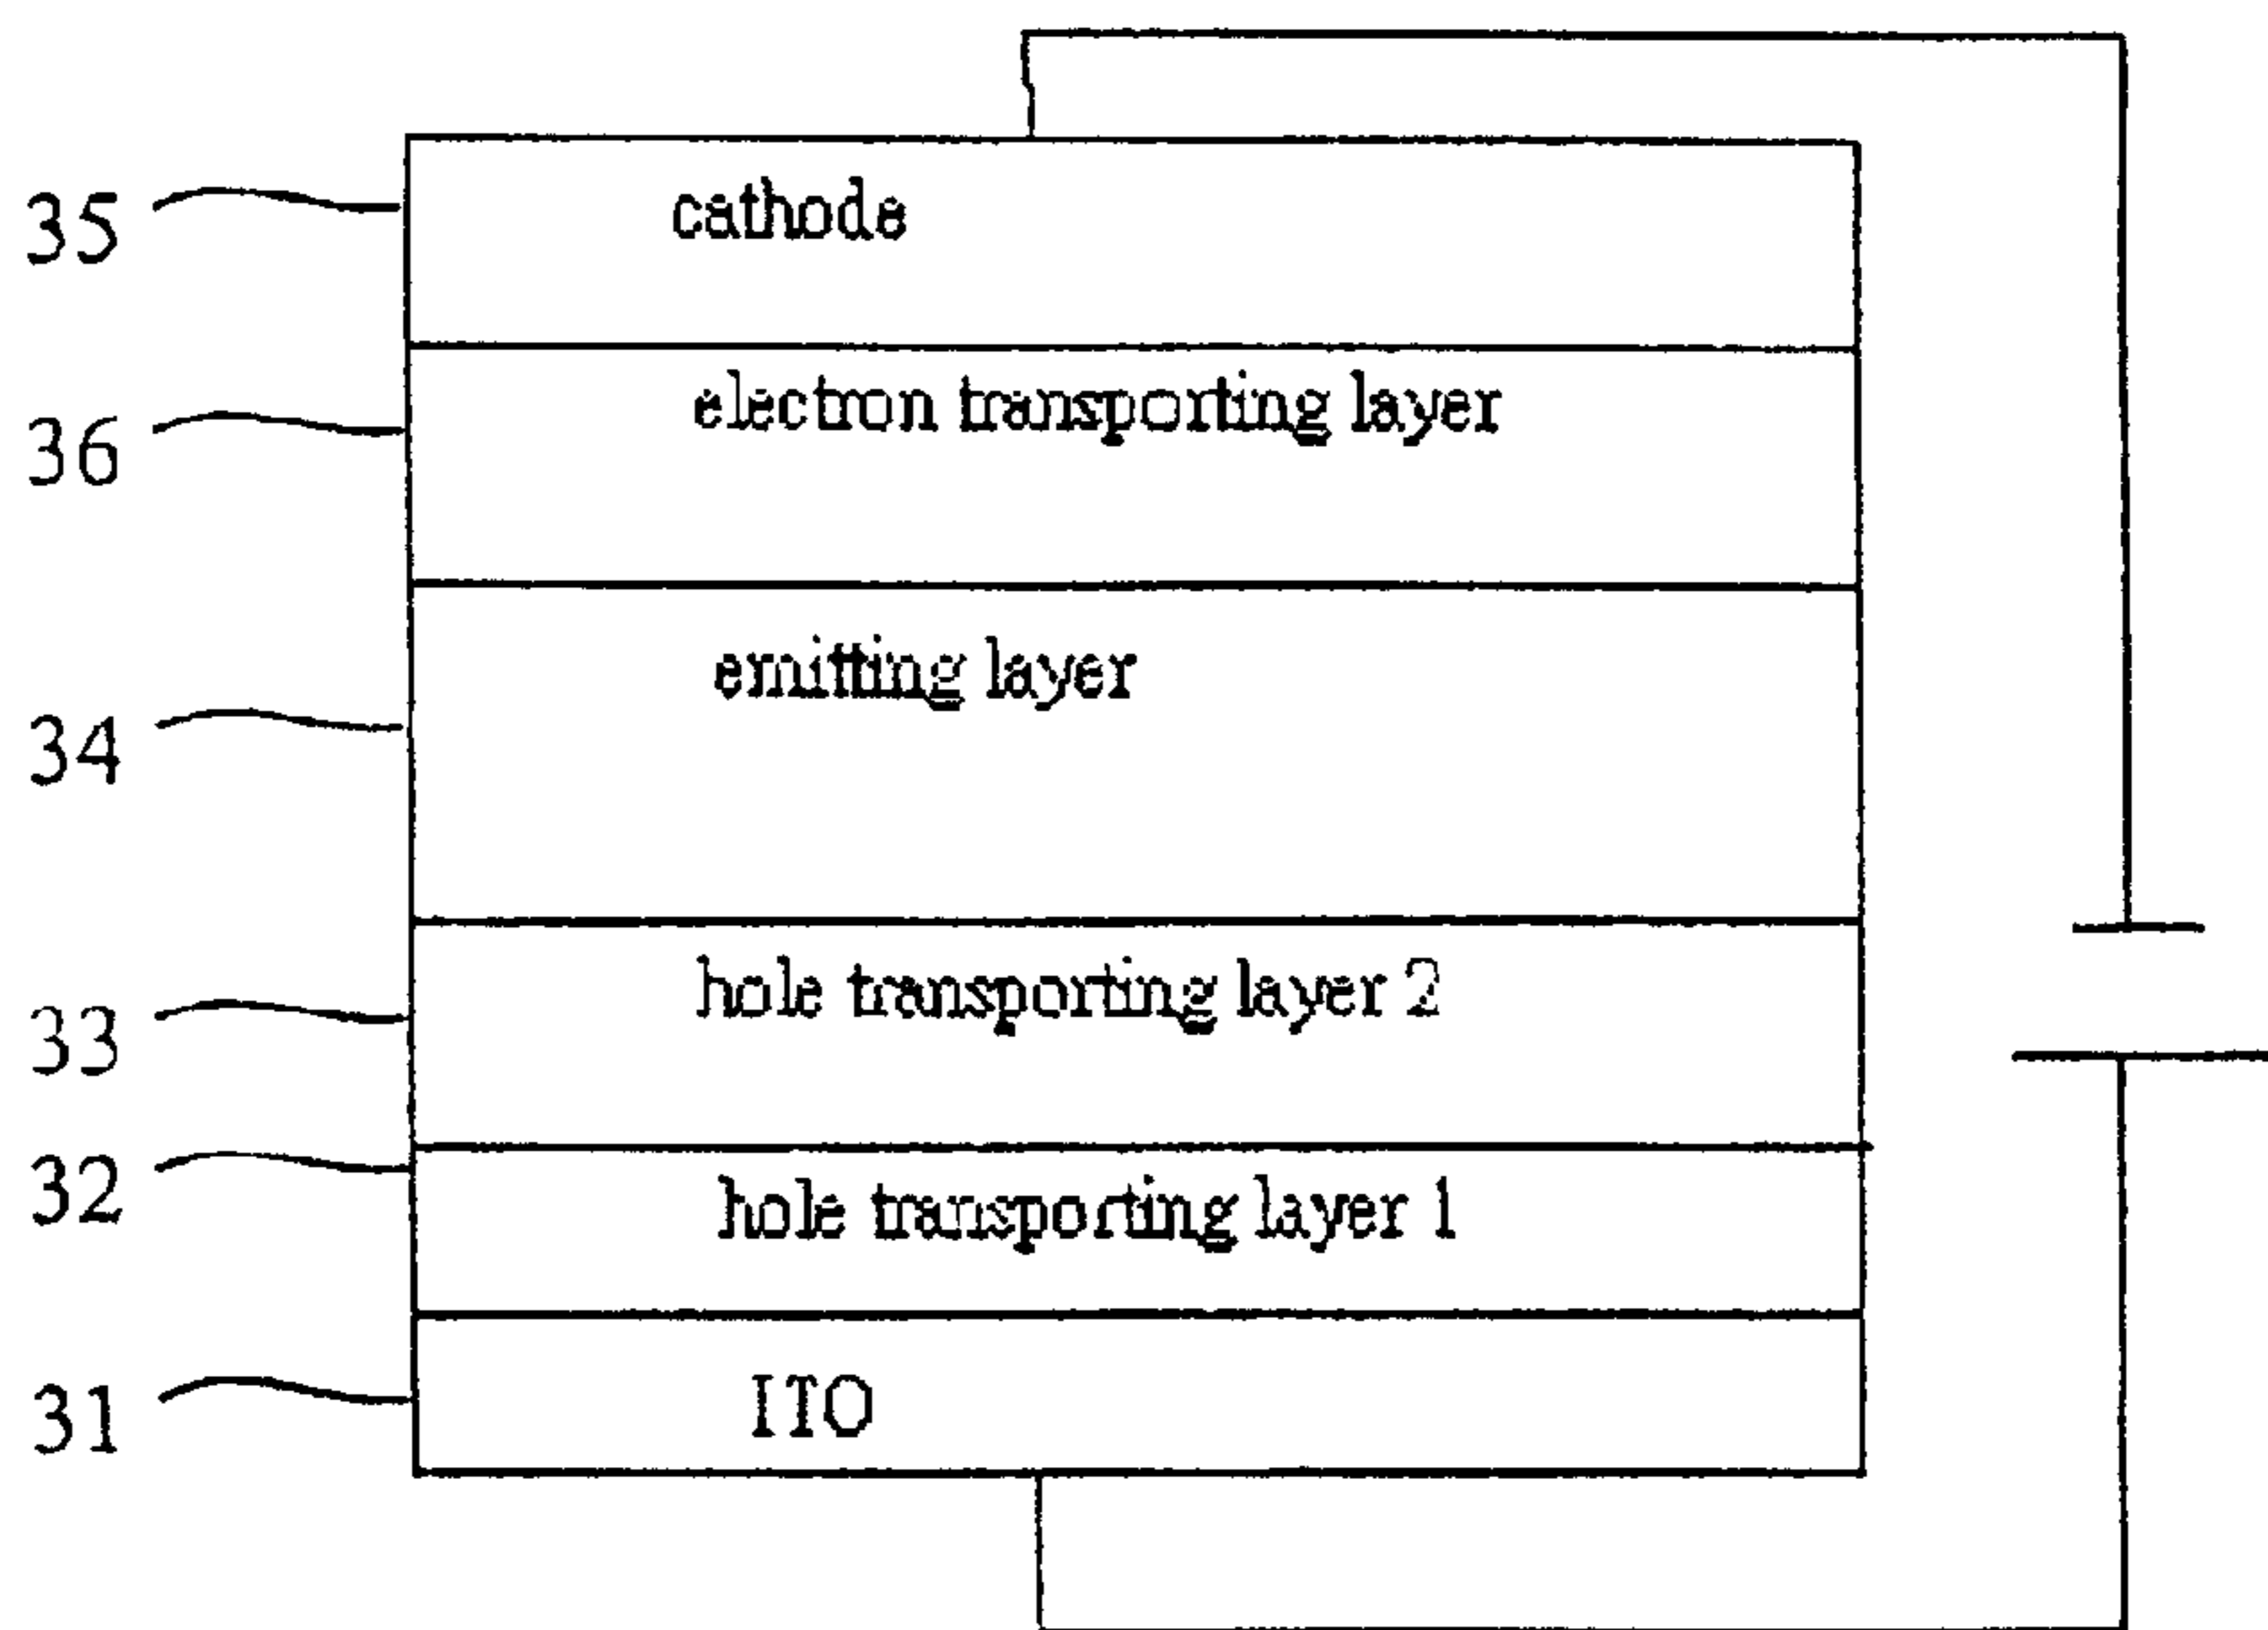 35 cathode
36 electron transporting layer
34 emitting layer
33 hole transporting layer 2
32 hole transporting layer 1
31 ITO